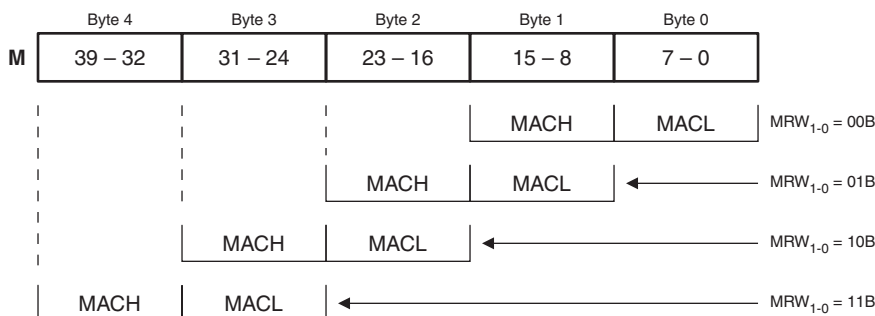 Byte 4 Byte 3 Byte 2 Byte 1 Byte 0
M 39 – 32 31 – 24 23 – 16 15 – 8 7 – 0
MACH MACL MRW1-0 = 00B
MACH MACL MRW1-0 = 01B
MACH MACL MRW1-0 = 10B
MACH MACL MRW1-0 = 11B